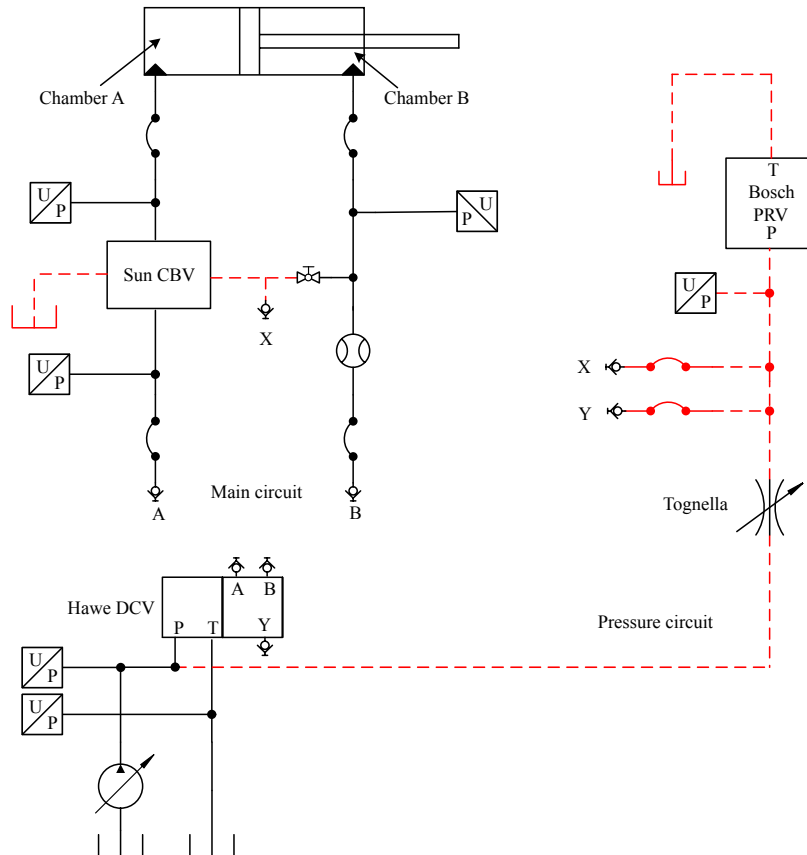 Chamber A
Chamber B
U
P
U
P
T
Bosch
PRV
P
Sun CBV
U
P
X
U
P
X
Y
A
Main circuit
B
Tognella
A
B
Hawe DCV
P
T
Y
Pressure circuit
U
P
U
P